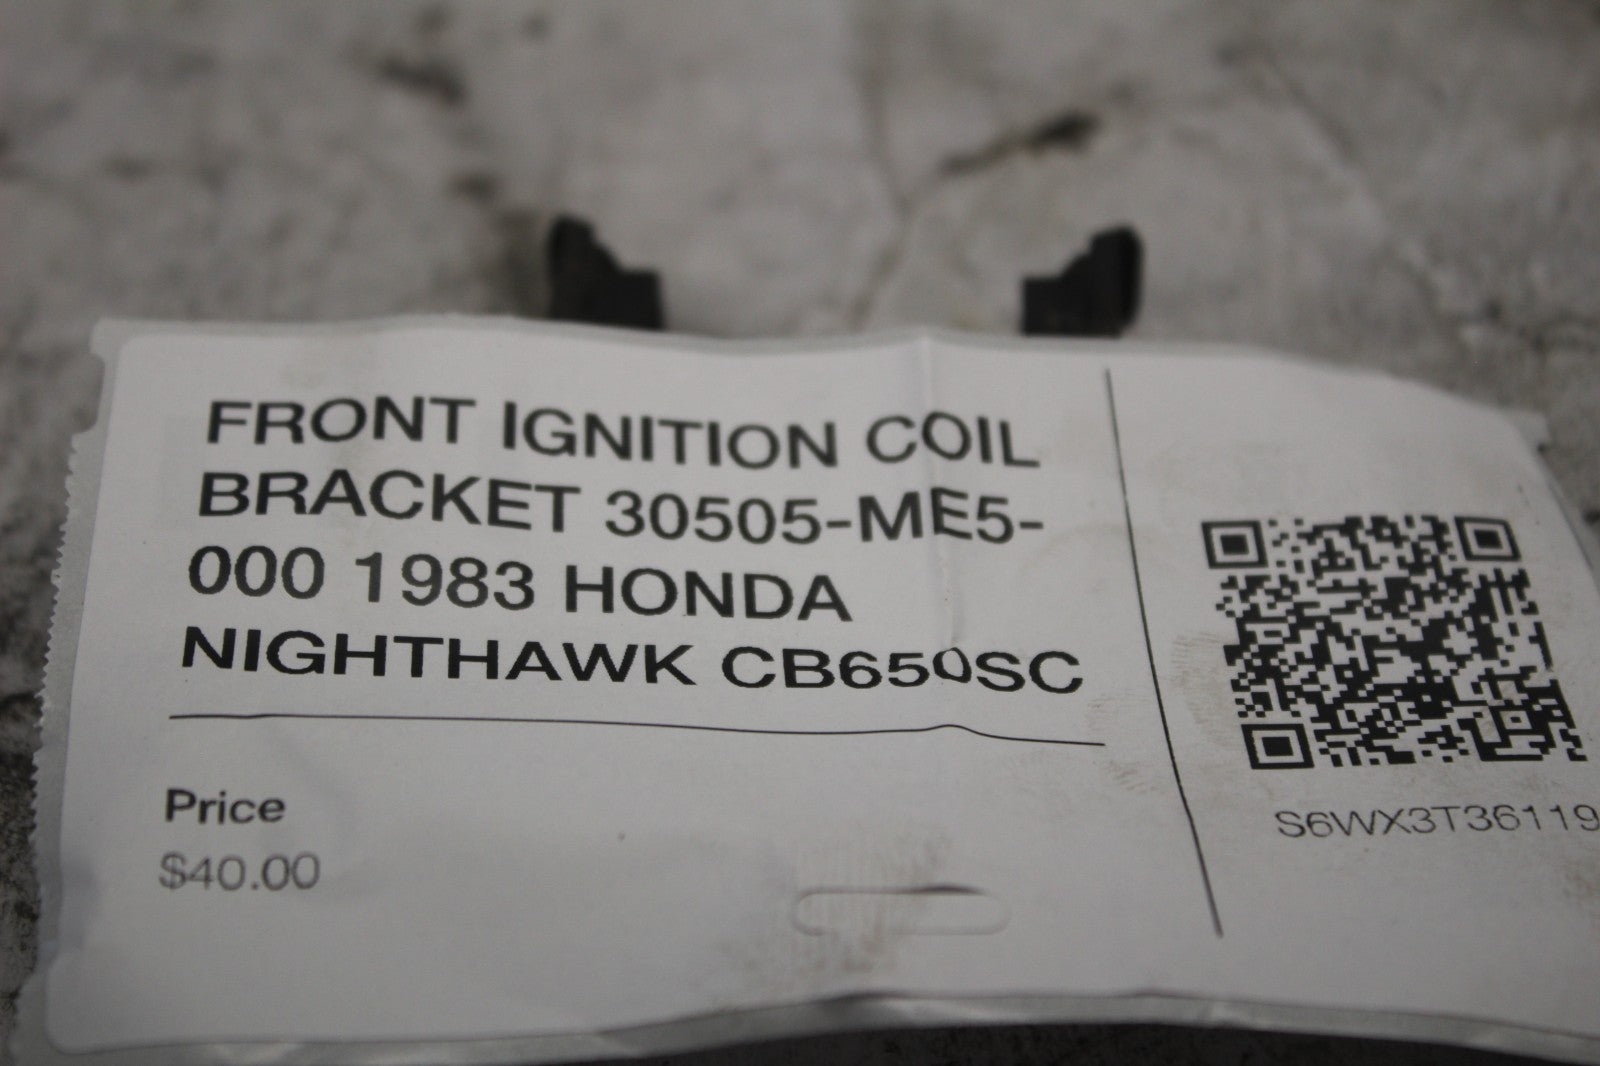 FRONT IGNITION COIL
BRACKET 30505-ME5-
000 1983 HONDA
NIGHTHAWK CB650SC
Price
$40.00
S6WX3T36119